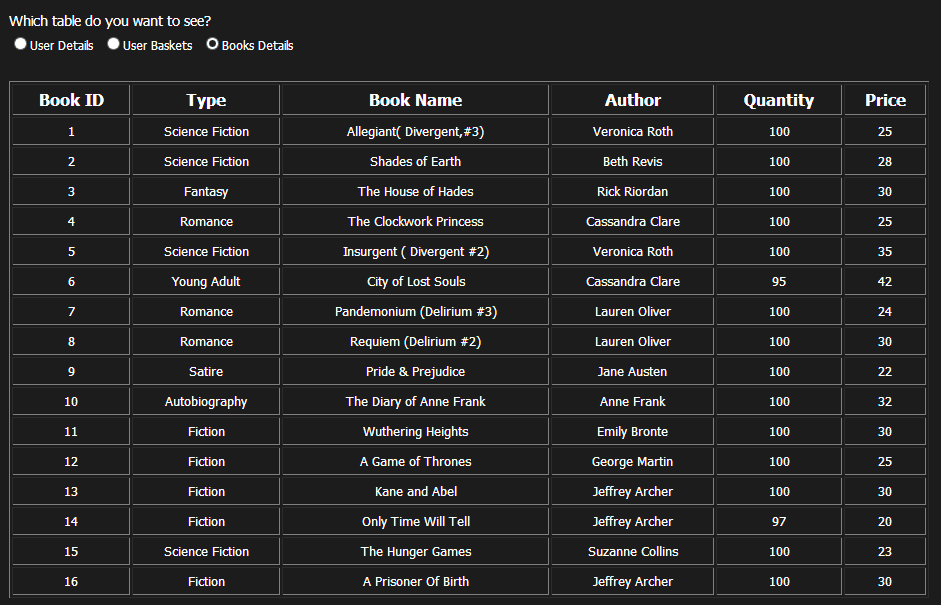 Which table do you want to see?
User Details User Baskets Books Details
Book ID Type Book Name Author Quantity Price
1 Science Fiction Allegiant( Divergent,#3) Veronica Roth 100 25
2 Science Fiction Shades of Earth Beth Revis 100 28
3 Fantasy The House of Hades Rick Riordan 100 30
4 Romance The Clockwork Princess Cassandra Clare 100 25
5 Science Fiction Insurgent ( Divergent #2) Veronica Roth 100 35
6 Young Adult City of Lost Souls Cassandra Clare 95 42
7 Romance Pandemonium (Delirium #3) Lauren Oliver 100 24
8 Romance Requiem (Delirium #2) Lauren Oliver 100 30
9 Satire Pride & Prejudice Jane Austen 100 22
10 Autobiography The Diary of Anne Frank Anne Frank 100 32
11 Fiction Wuthering Heights Emily Bronte 100 30
12 Fiction A Game of Thrones George Martin 100 25
13 Fiction Kane and Abel Jeffrey Archer 100 30
14 Fiction Only Time Will Tell Jeffrey Archer 97 20
15 Science Fiction The Hunger Games Suzanne Collins 100 23
16 Fiction A Prisoner Of Birth Jeffrey Archer 100 30